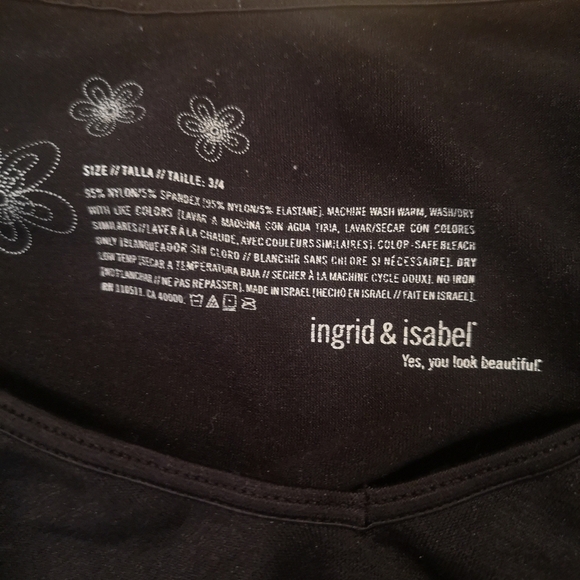 SIZE // TALLA // TAILLE: 3/4
95% NYLON/5% SPANDEX [95% NYLON/5% ELASTANE]. MACHINE WASH WARM, WASH/DRY
WITH LIKE COLORS [LAVAR A MAQUINA CON AGUA TIBIA, LAVAR/SECAR CON COLORES
SIMILARES//LAVER À LA CHAUDE, AVEC COULEURS SIMILAIRES]. COLOR-SAFE BLEACH
ONLY [BLANQUEADOR SIN CLORO // BLANCHIR SANS CHLORE SI NÉCESSAIRE]. DRY
LOW TEMP [SECAR A TEMPERATURA BAJA // SECHER À LA MACHINE CYCLE DOUX]. NO IRON
[NO PLANCHAR//NE PAS REPASSER]. MADE IN ISRAEL [HECHO EN ISRAEL // FAIT EN ISRAEL].
RN 110511. CA 40000.
ingrid & isabel
Yes, you look beautiful.